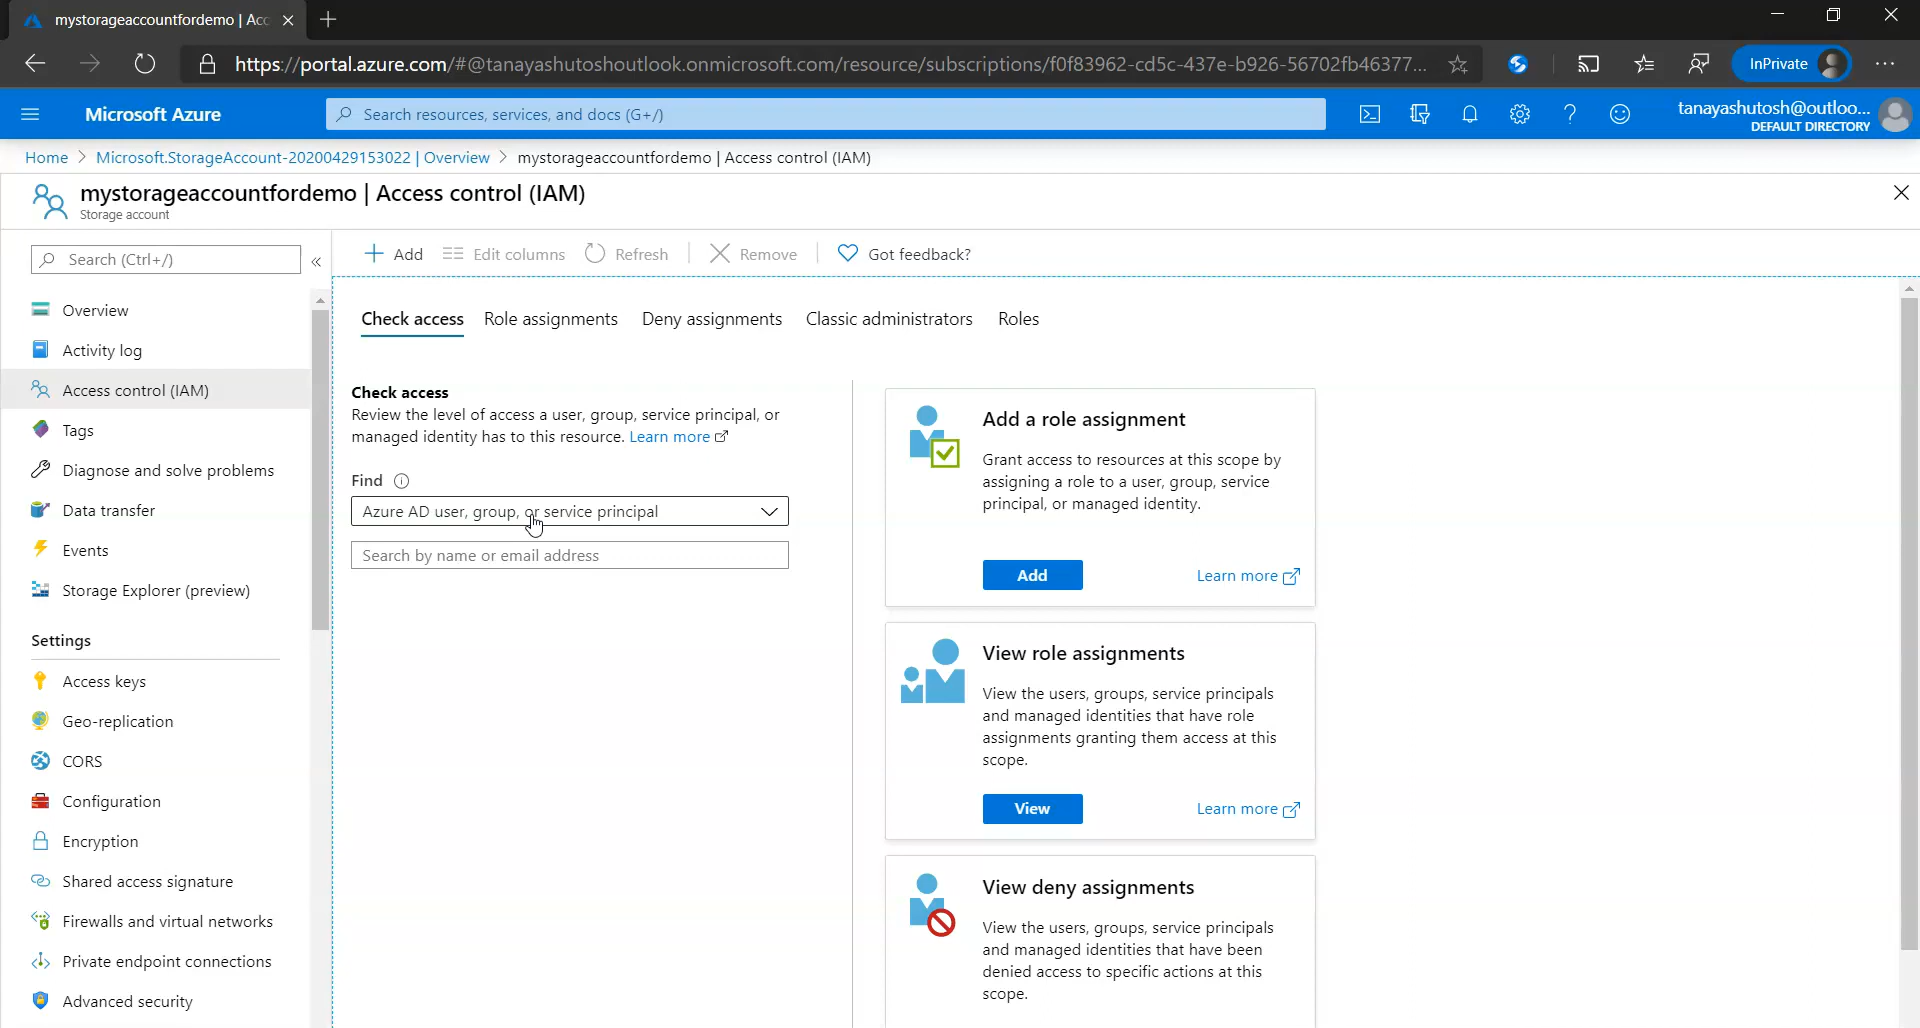 mystorageaccountfordemo | Acc
https://portal.azure.com/#@tanayashutoshoutlook.onmicrosoft.com/resource/subscriptions/f0f83962-cd5c-437e-b926-56702fb46377...
InPrivate
Microsoft Azure
Search resources, services, and docs (G+/)
tanayashutosh@outloo...
DEFAULT DIRECTORY
Home > Microsoft.StorageAccount-20200429153022 | Overview > mystorageaccountfordemo | Access control (IAM)
mystorageaccountfordemo | Access control (IAM)
Storage account
Search (Ctrl+/)
«
Overview
Activity log
Access control (IAM)
Tags
Diagnose and solve problems
Data transfer
Events
Storage Explorer (preview)
Settings
Access keys
Geo-replication
CORS
Configuration
Encryption
Shared access signature
Firewalls and virtual networks
Private endpoint connections
Advanced security
Add
Edit columns
Refresh
Remove
Got feedback?
Check access
Role assignments
Deny assignments
Classic administrators
Roles
Check access
Review the level of access a user, group, service principal, or
managed identity has to this resource. Learn more
Find
Azure AD user, group, or service principal
Search by name or email address
Add a role assignment
Grant access to resources at this scope by
assigning a role to a user, group, service
principal, or managed identity.
Add
Learn more
View role assignments
View the users, groups, service principals
and managed identities that have role
assignments granting them access at this
scope.
View
Learn more
View deny assignments
View the users, groups, service principals
and managed identities that have been
denied access to specific actions at this
scope.